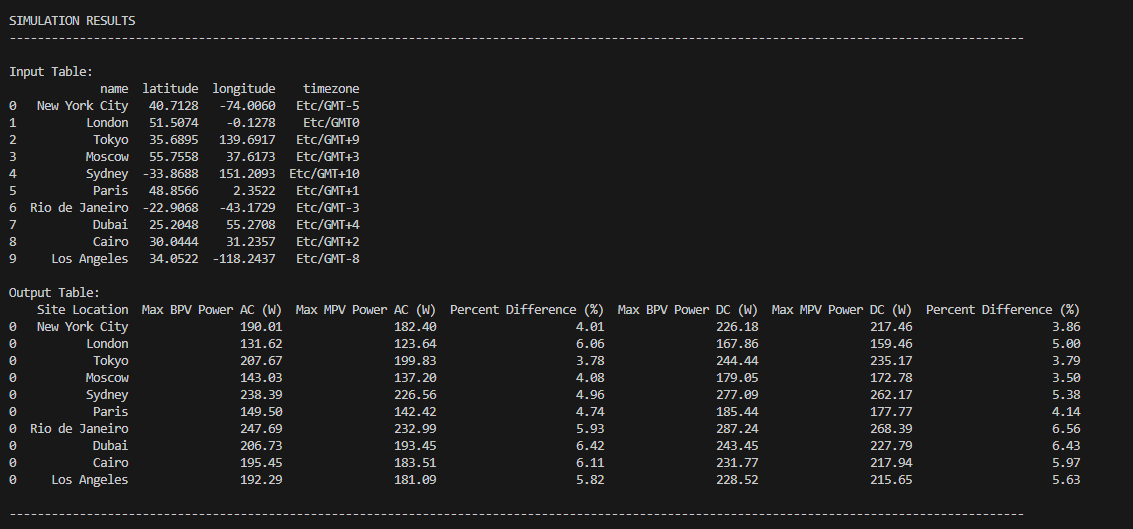 SIMULATION RESULTS
------------------------------------------------------------------------------------------------------------------------------------------------
Input Table:
name latitude longitude timezone
0 New York City 40.7128 -74.0060 Etc/GMT-5
1 London 51.5074 -0.1278 Etc/GMT0
2 Tokyo 35.6895 139.6917 Etc/GMT+9
3 Moscow 55.7558 37.6173 Etc/GMT+3
4 Sydney -33.8688 151.2093 Etc/GMT+10
5 Paris 48.8566 2.3522 Etc/GMT+1
6 Rio de Janeiro -22.9068 -43.1729 Etc/GMT-3
7 Dubai 25.2048 55.2708 Etc/GMT+4
8 Cairo 30.0444 31.2357 Etc/GMT+2
9 Los Angeles 34.0522 -118.2437 Etc/GMT-8
Output Table:
Site Location Max BPV Power AC (W) Max MPV Power AC (W) Percent Difference (%) Max BPV Power DC (W) Max MPV Power DC (W) Percent Difference (%)
0 New York City 190.01 182.40 4.01 226.18 217.46 3.86
0 London 131.62 123.64 6.06 167.86 159.46 5.00
0 Tokyo 207.67 199.83 3.78 244.44 235.17 3.79
0 Moscow 143.03 137.20 4.08 179.05 172.78 3.50
0 Sydney 238.39 226.56 4.96 277.09 262.17 5.38
0 Paris 149.50 142.42 4.74 185.44 177.77 4.14
0 Rio de Janeiro 247.69 232.99 5.93 287.24 268.39 6.56
0 Dubai 206.73 193.45 6.42 243.45 227.79 6.43
0 Cairo 195.45 183.51 6.11 231.77 217.94 5.97
0 Los Angeles 192.29 181.09 5.82 228.52 215.65 5.63
------------------------------------------------------------------------------------------------------------------------------------------------